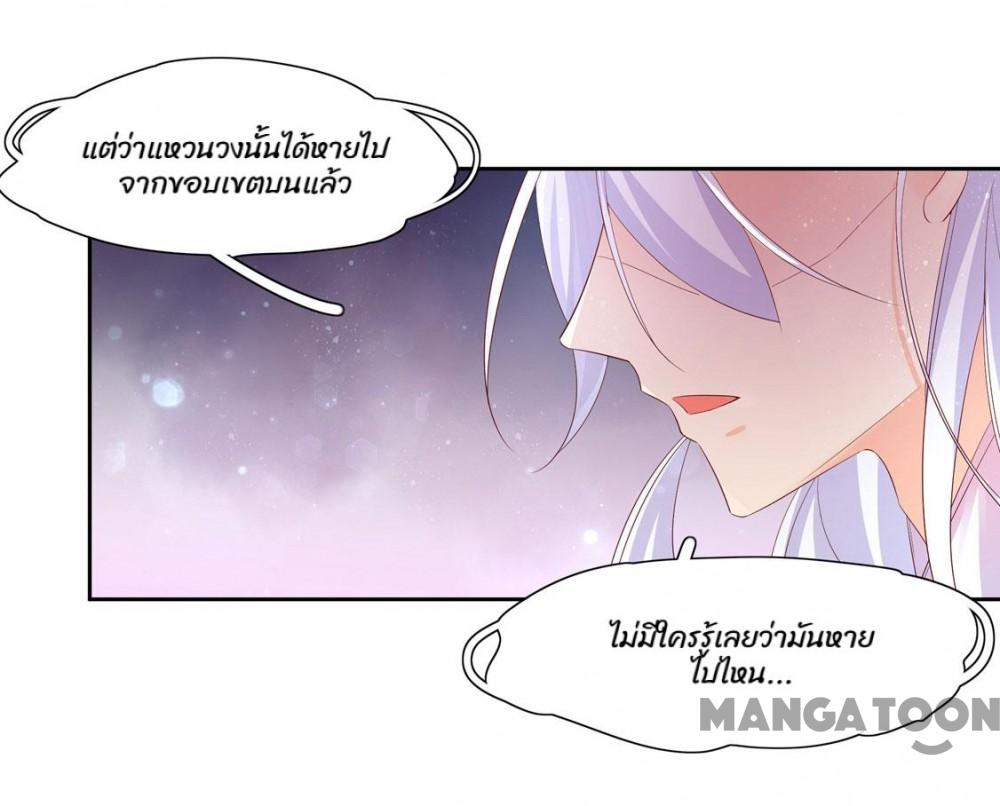 แต่ว่าแหวนวงนั้นได้หายไป
จากขอบเขตบนแล้ว
ไม่มีใครรู้เลยว่ามันหาย
ไปไหน...
MANGATOON